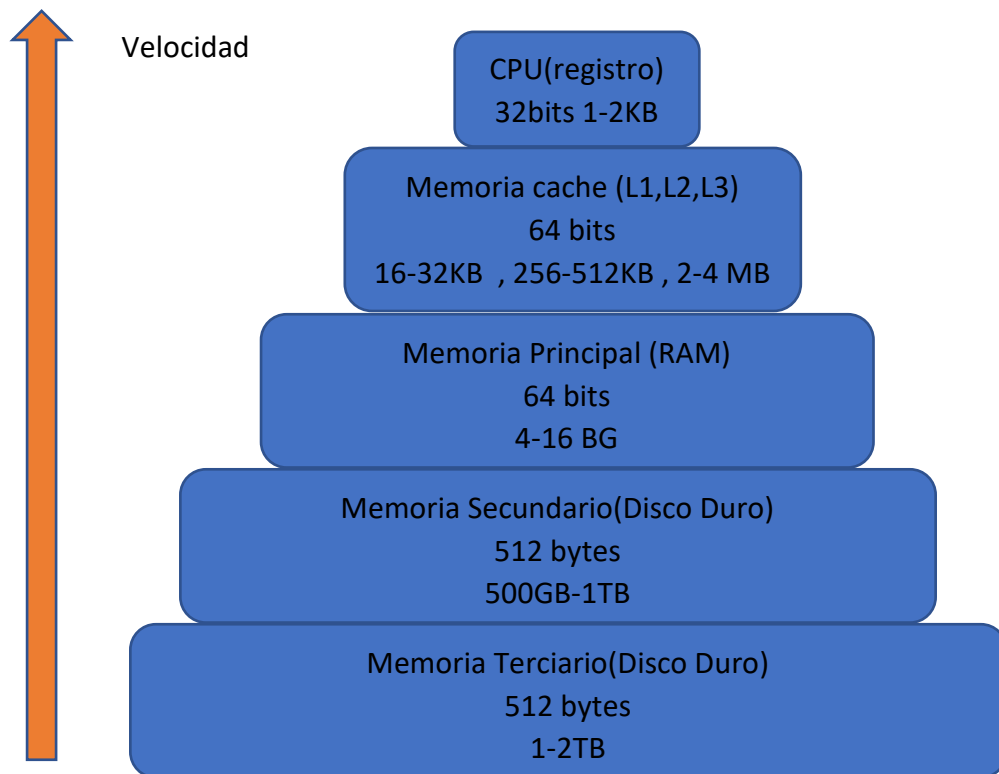 Velocidad
CPU(registro)
32bits 1-2KB
Memoria cache (L1,L2,L3)
64 bits
16-32KB  , 256-512KB , 2-4 MB
Memoria Principal (RAM)
64 bits
4-16 BG
Memoria Secundario(Disco Duro)
512 bytes
500GB-1TB
Memoria Terciario(Disco Duro)
512 bytes
1-2TB